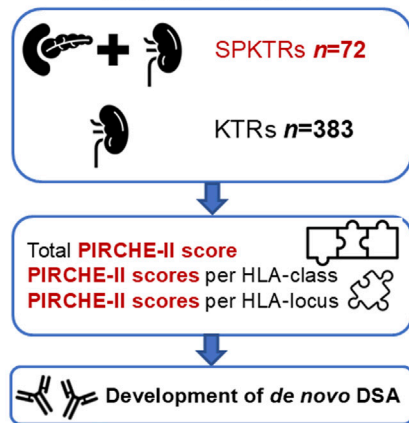 SPKTRs n=72
KTRs n=383
Total PIRCHE-II score
PIRCHE-II scores per HLA-class
PIRCHE-II scores per HLA-locus
Development of de novo DSA